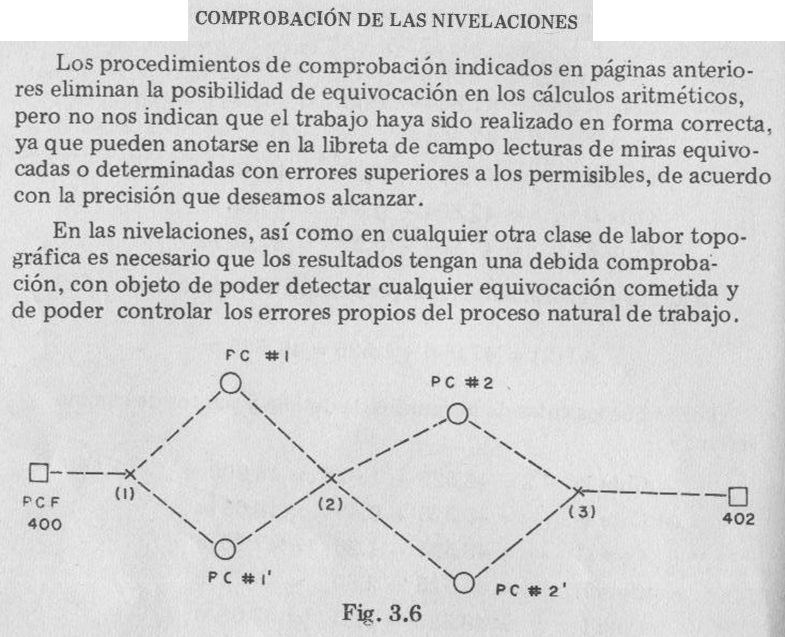 COMPROBACIÓN DE LAS NIVELACIONES
Los procedimientos de comprobación indicados en páginas anterio-
res eliminan la posibilidad de equivocación en los cálculos aritméticos,
pero no nos indican que el trabajo haya sido realizado en forma correcta,
ya que pueden anotarse en la libreta de campo lecturas de miras equivo-
cadas o determinadas con errores superiores a los permisibles, de acuerdo
con la precisión que deseamos alcanzar.
En las nivelaciones, así como en cualquier otra clase de labor topo-
gráfica es necesario que los resultados tengan una debida comproba-
ción, con objeto de poder detectar cualquier equivocación cometida y
de poder controlar los errores propios del proceso natural de trabajo.
PC #1
PC #2
PCF
400
(1)
(2)
(3)
402
PC #1'
PC #2'
Fig. 3.6